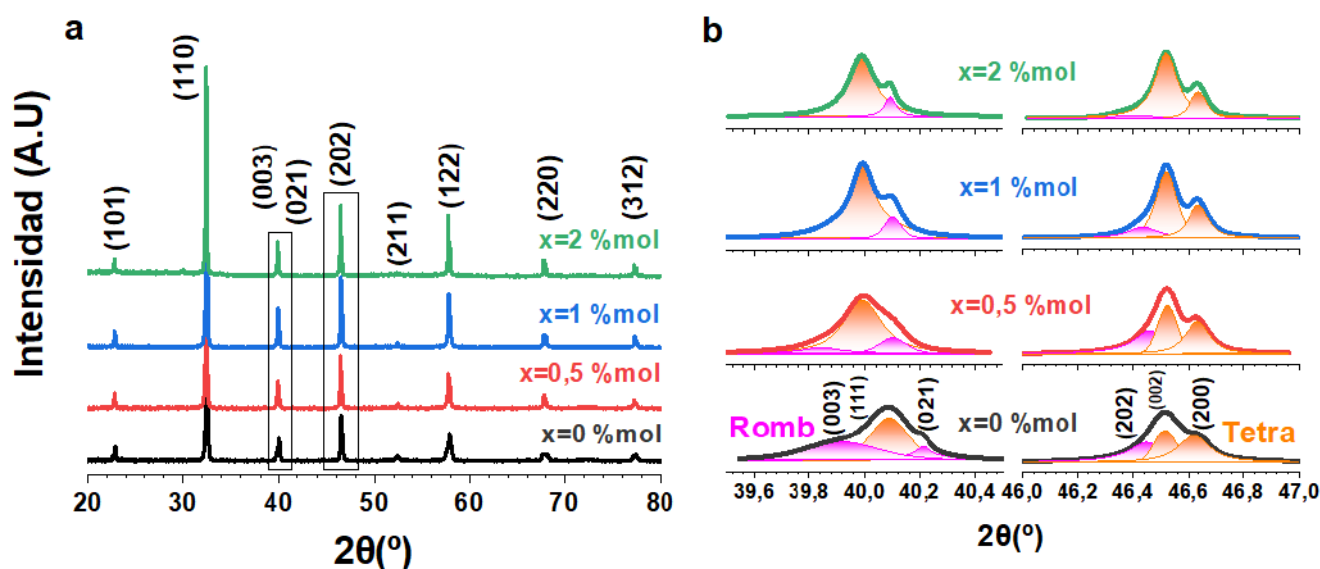 a
Intensidad (A.U)
(101)
(110)
(003)
(021)
(202)
(211)
(122)
(220)
(312)
x=2 %mol
x=1 %mol
x=0,5 %mol
x=0 %mol
20 30 40 50 60 70 80
2θ(º)
b
x=2 %mol
x=1 %mol
x=0,5 %mol
x=0 %mol
Romb
(003)
(111)
(021)
(202)
(002)
(200)
Tetra
39,6 39,8 40,0 40,2 40,4 46,0 46,2 46,4 46,6 46,8 47,0
2θ(º)